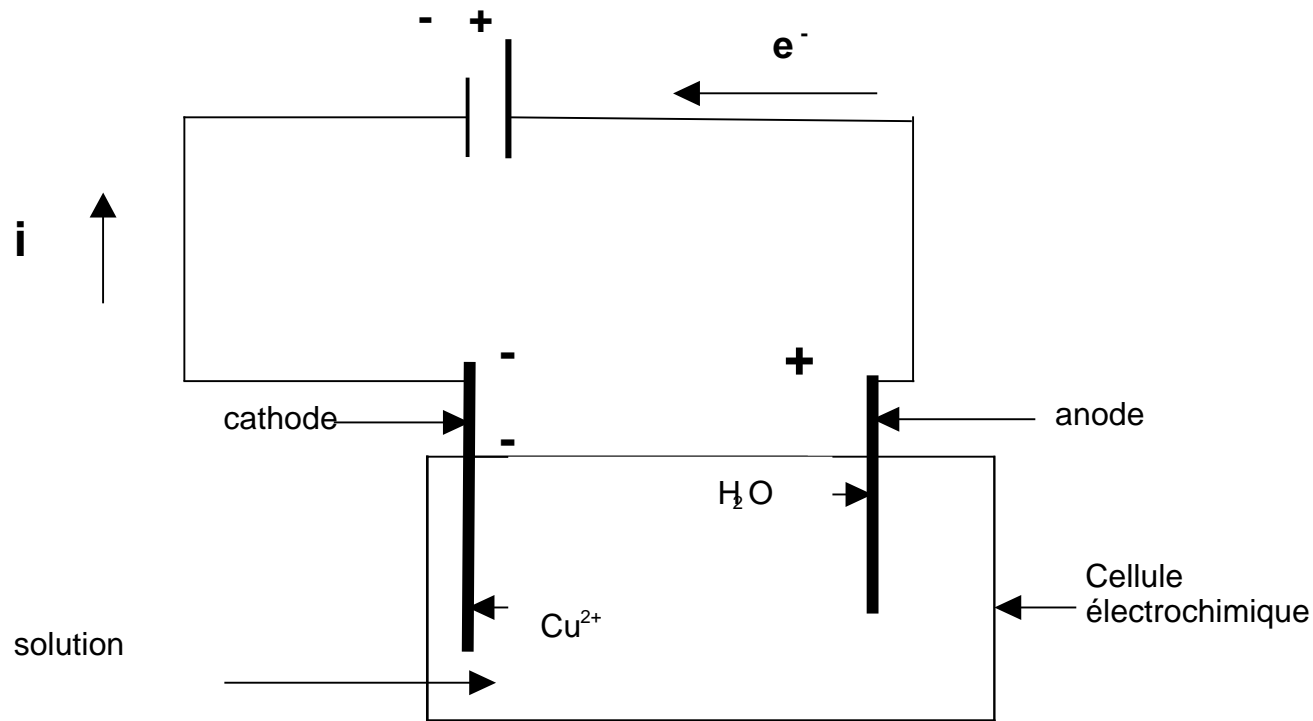 - +
e -
i
-
+
cathode
anode
-
H2O
Cellule
électrochimique
Cu2+
solution